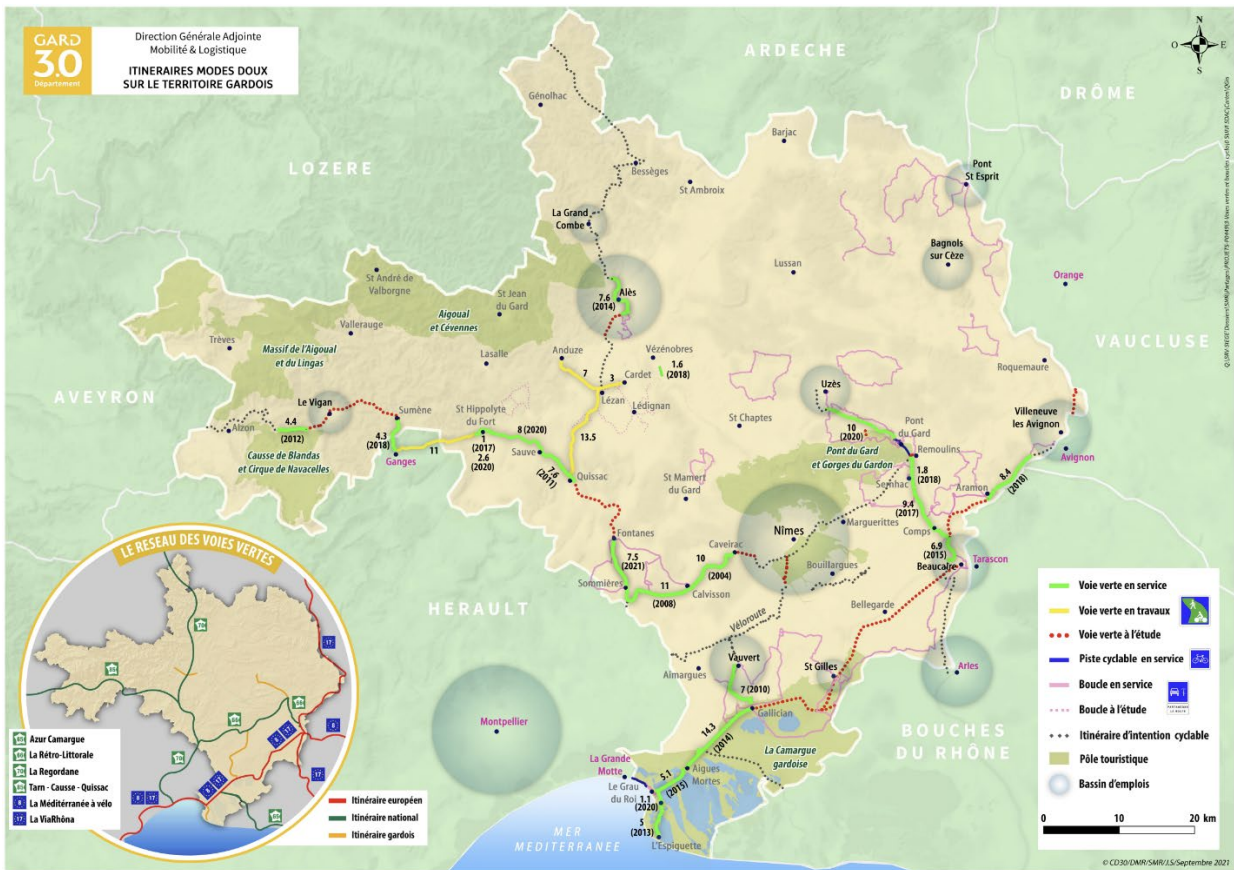 GARD
3.0
Département
Direction Générale Adjointe
Mobilité & Logistique
ITINERAIRES MODES DOUX
SUR LE TERRITOIRE GARDOIS
N
O
E
S
ARDECHE
DRÔME
LOZERE
AVEYRON
VAUCLUSE
HERAULT
BOUCHES
DU RHÔNE
MER
MEDITERRANEE
Génolhac
Barjac
Bessèges
St Ambroix
Pont
St Esprit
La Grand
Combe
Bagnols
sur Cèze
Lussan
Orange
St André de
Valborgne
St Jean
du Gard
7.6
(2014)
Alès
Aigoual
et Cévennes
Valleraugue
Trèves
Massif de l'Aigoual
et du Lingas
Lasalle
Anduze
Vézénobres
1.6
(2018)
7
3
Cardet
Lézan
Lédignan
Roquemaure
Uzès
Le Vigan
Alzon
4.4
(2012)
Causse de Blandas
et Cirque de Navacelles
Sumène
4.3
(2018)
Ganges
11
St Hippolyte
du Fort
1
(2017)
2.6
(2020)
8 (2020)
Sauve
7.6
(2011)
Quissac
13.5
St Chaptes
10
(2020)
Pont
du Gard
Pont du Gard
et Gorges du Gardon
Remoulins
1.8
(2018)
Sernhac
9.4
(2017)
Villeneuve
les Avignon
Avignon
Aramon
8.4
(2018)
St Mamert
du Gard
Marguerittes
Comps
6.9
(2015)
Beaucaire
Tarascon
Fontanes
7.5
(2021)
Sommières
11
(2008)
Calvisson
10
(2004)
Caveirac
Nîmes
Bouillargues
Bellegarde
Véloroute
Aimargues
Vauvert
7 (2010)
St Gilles
Gallician
Arles
Montpellier
14.3
(2014)
La Camargue
gardoise
La Grande
Motte
Le Grau
du Roi
5.1
(2015)
Aigues
Mortes
1.1
(2020)
5
(2013)
L'Espiguette
LE RESEAU DES VOIES VERTES
17
8
17
8
17
8
17
Azur Camargue
La Rétro-Littorale
La Regordane
Tarn - Causse - Quissac
8 La Méditérranée à vélo
17 La ViaRhôna
Itinéraire européen
Itinéraire national
Itinéraire gardois
Voie verte en service
Voie verte en travaux
Voie verte à l'étude
Piste cyclable en service
Boucle en service
Boucle à l'étude
Itinéraire d'intention cyclable
Pôle touristique
Bassin d'emplois
0
10
20 km
© CD30/DMR/SMR/J.S/Septembre 2021